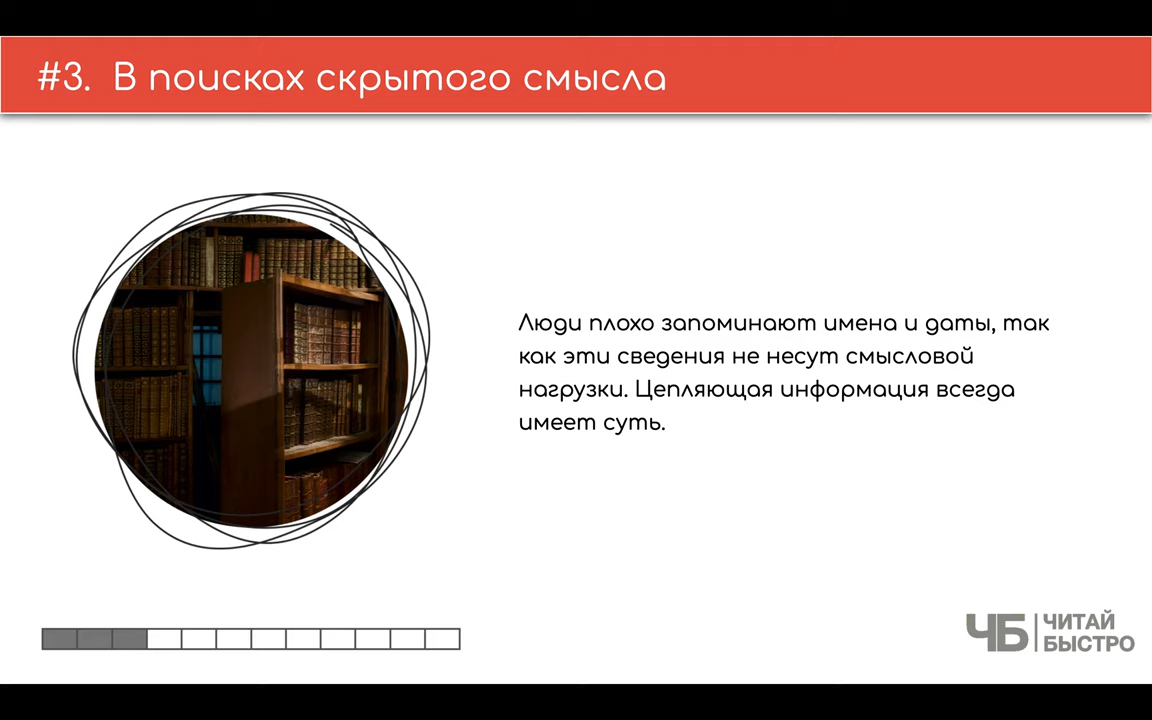 #3. В поисках скрытого смысла
Люди плохо запоминают имена и даты, так
как эти сведения не несут смысловой
нагрузки. Цепляющая информация всегда
имеет суть.
ЧБ ЧИТАЙ
БЫСТРО